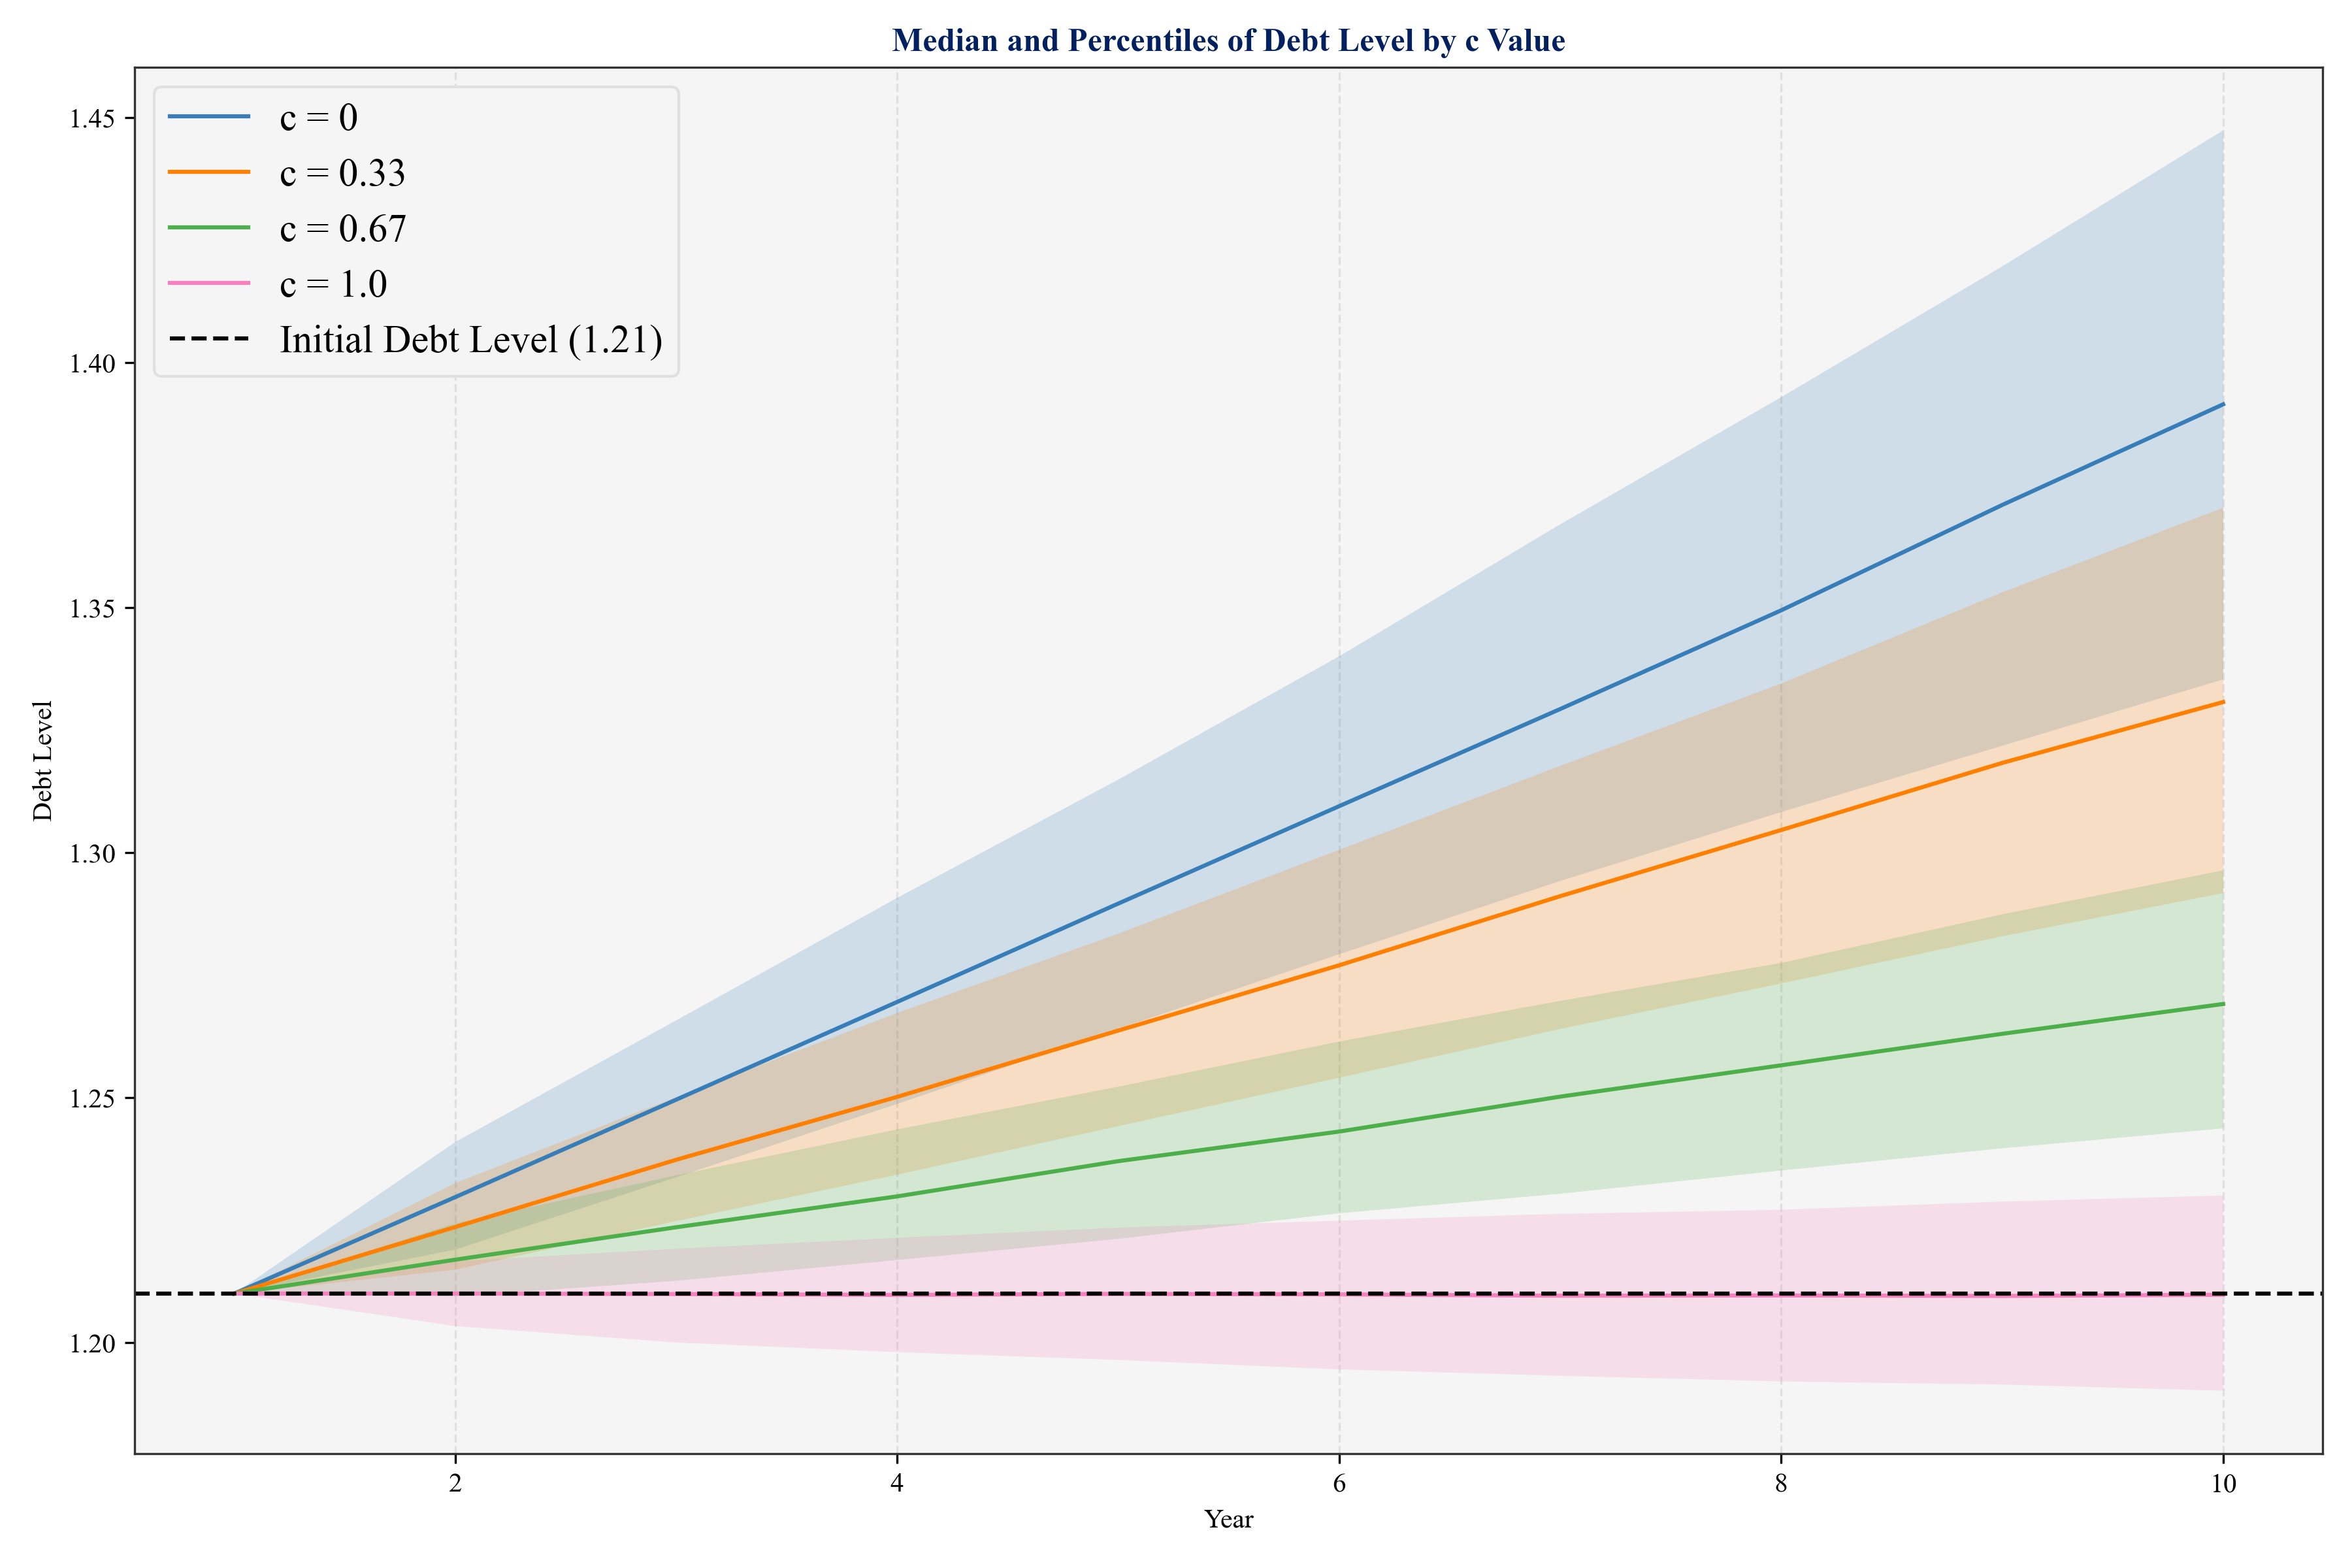 Median and Percentiles of Debt Level by c Value
c = 0
c = 0.33
c = 0.67
c = 1.0
Initial Debt Level (1.21)
1.45
1.40
1.35
1.30
1.25
1.20
Debt Level
2
4
6
8
10
Year